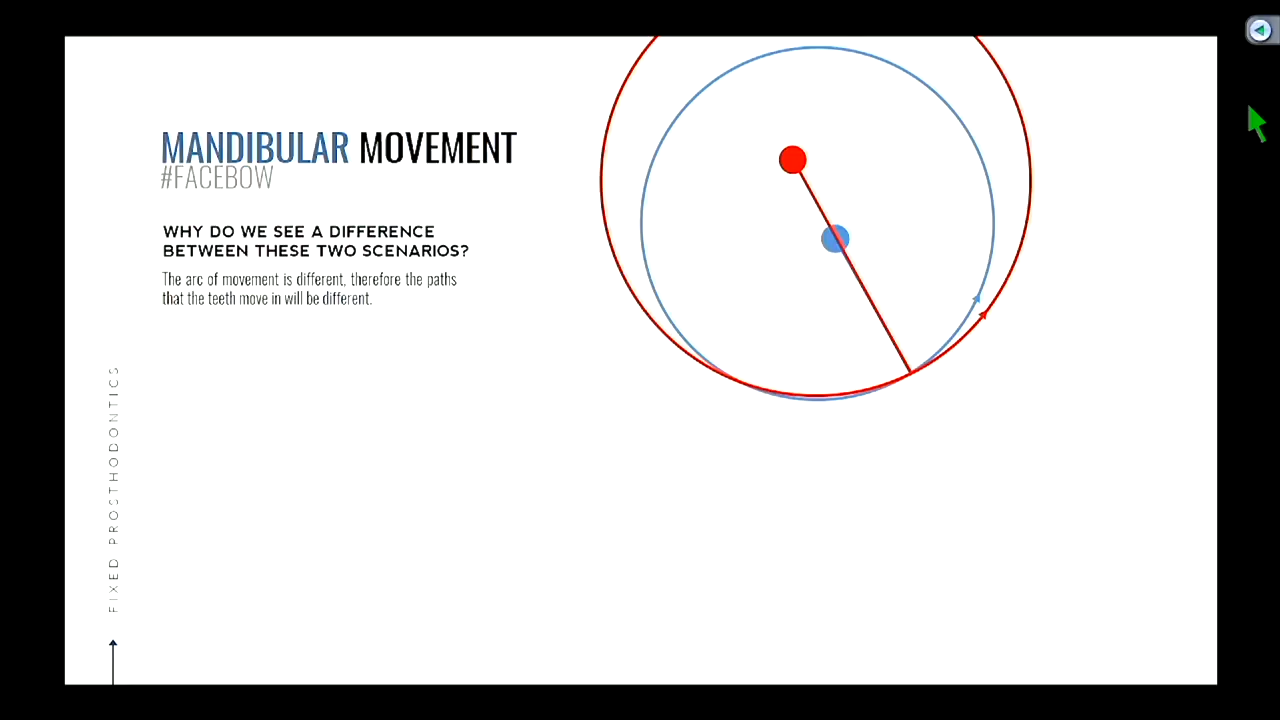 MANDIBULAR MOVEMENT
#FACEBOW
WHY DO WE SEE A DIFFERENCE
BETWEEN THESE TWO SCENARIOS?
The arc of movement is different, therefore the paths
that the teeth move in will be different.
FIXED PROSTHODONTICS